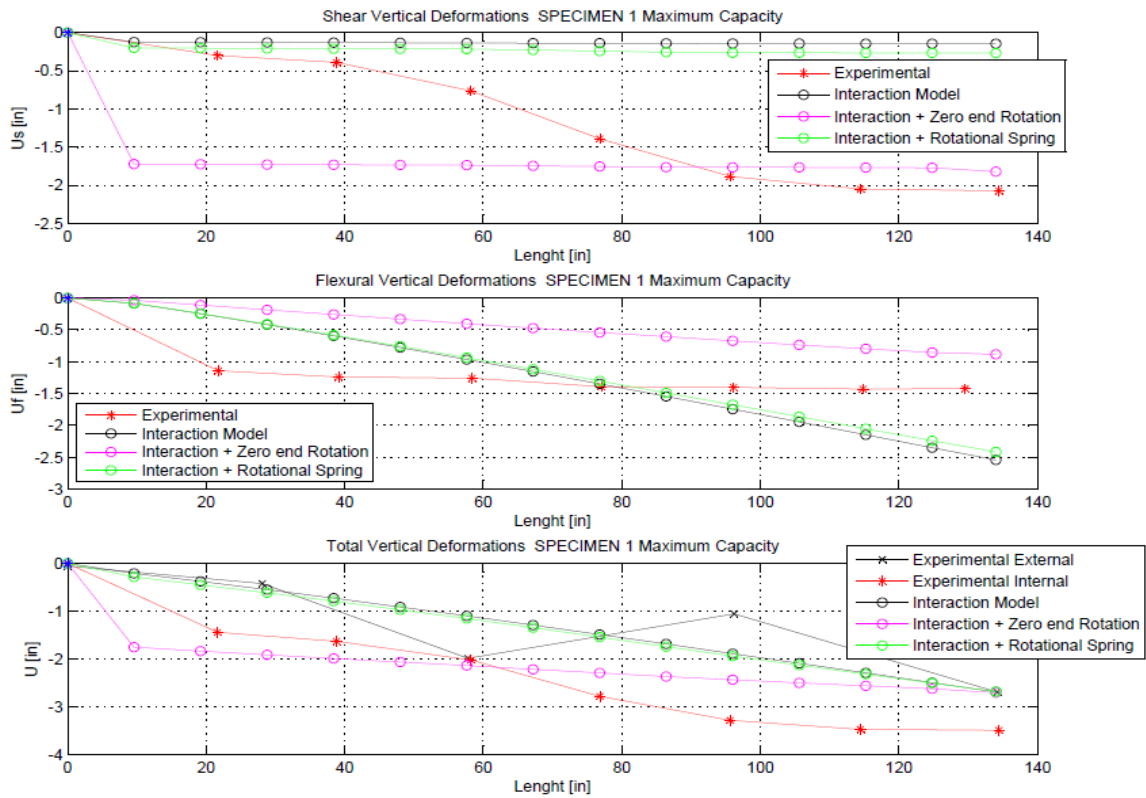 Shear Vertical Deformations SPECIMEN 1 Maximum Capacity
0
-0.5
-1
-1.5
-2
-2.5
Us [in]
Experimental
Interaction Model
Interaction + Zero end Rotation
Interaction + Rotational Spring
0 20 40 60 80 100 120 140
Lenght [in]
Flexural Vertical Deformations SPECIMEN 1 Maximum Capacity
0
-0.5
-1
-1.5
-2
-2.5
-3
Uf [in]
Experimental
Interaction Model
Interaction + Zero end Rotation
Interaction + Rotational Spring
0 20 40 60 80 100 120 140
Lenght [in]
Total Vertical Deformations SPECIMEN 1 Maximum Capacity
0
-1
-2
-3
-4
U [in]
Experimental External
Experimental Internal
Interaction Model
Interaction + Zero end Rotation
Interaction + Rotational Spring
0 20 40 60 80 100 120 140
Lenght [in]